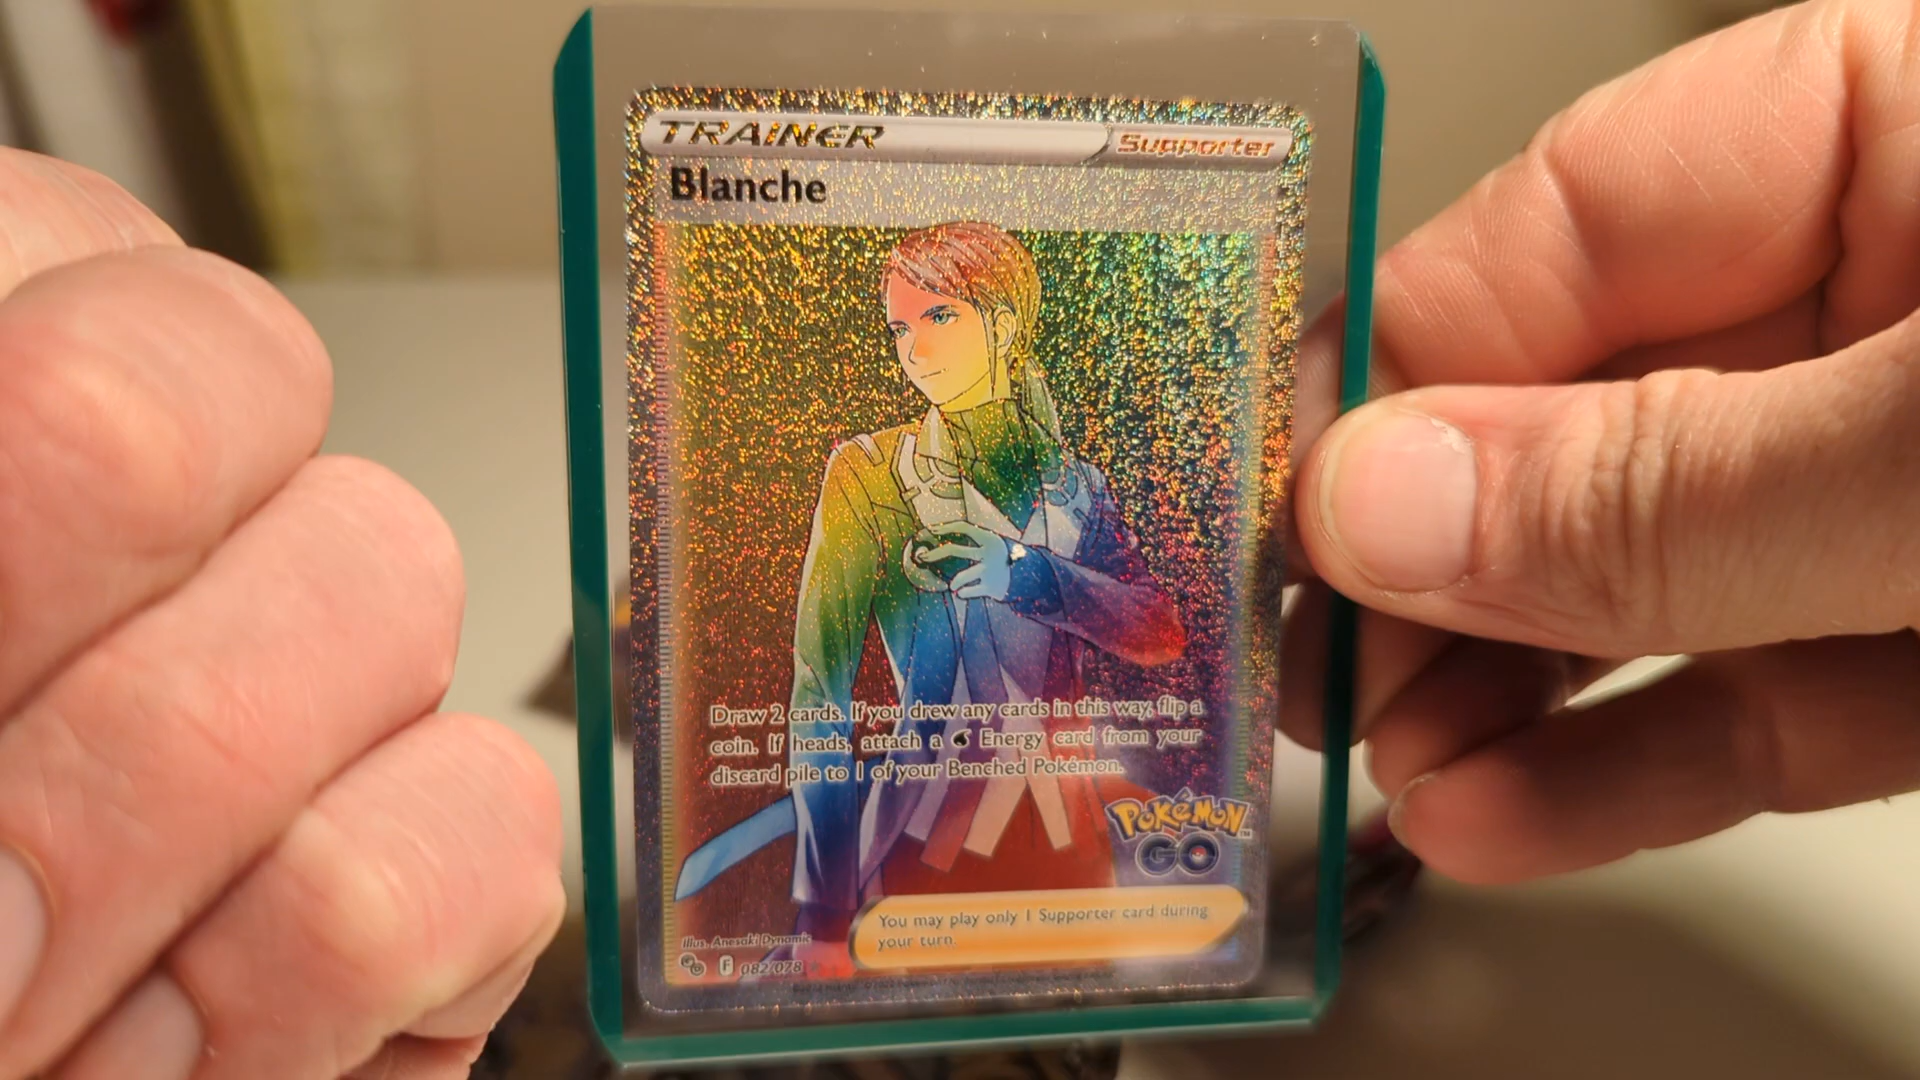 TRAINER
Supporter
Blanche
Draw 2 cards. If you drew any cards in this way, flip a
coin. If heads, attach a Energy card from your
discard pile to 1 of your Benched Pokémon.
POKéMON
GO
You may play only 1 Supporter card during
your turn.
Illus. Anesaki Dynamic
F 082/078